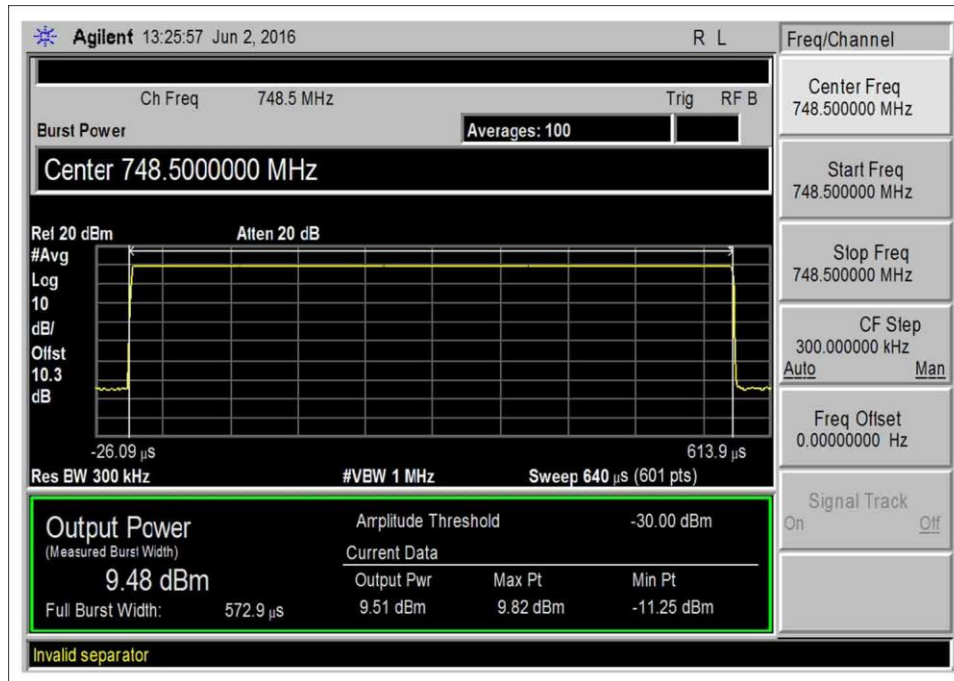 Agilent 13:25:57 Jun 2, 2016 R L
Ch Freq 748.5 MHz Trig RF B
Burst Power Averages: 100
Center 748.5000000 MHz
Ref 20 dBm Atten 20 dB
#Avg
Log
10
dB/
Offst
10.3
dB
-26.09 µs 613.9 µs
Res BW 300 kHz #VBW 1 MHz Sweep 640 µs (601 pts)
Output Power
(Measured Burst Width)
9.48 dBm
Full Burst Width: 572.9 µs
Amplitude Threshold -30.00 dBm
Current Data
Output Pwr Max Pt Min Pt
9.51 dBm 9.82 dBm -11.25 dBm
Invalid separator
Freq/Channel
Center Freq
748.500000 MHz
Start Freq
748.500000 MHz
Stop Freq
748.500000 MHz
CF Step
300.000000 kHz
Auto Man
Freq Offset
0.00000000 Hz
Signal Track
On Off